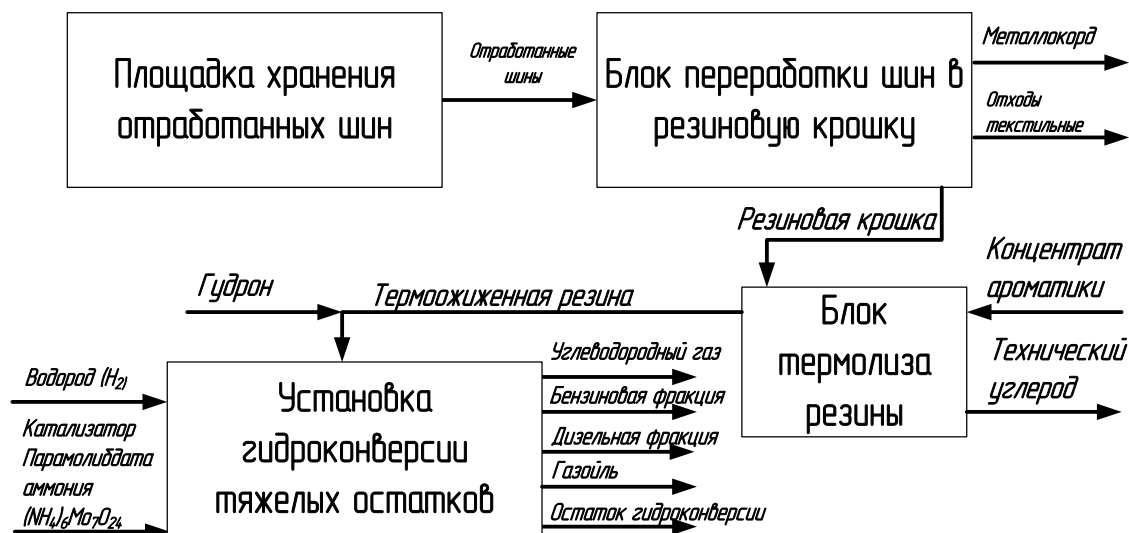 Площадка хранения
отработанных шин
Отработанные
шины
Блок переработки шин в
резиновую крошку
Металлокорд
Отходы
текстильные
Резиновая крошка
Концентрат
ароматики
Гудрон
Термоожиженная резина
Блок
термолиза
резины
Технический
углерод
Водород (H₂)
Катализатор
Парамолибдата
аммония
(NH₄)₆Mo₇O₂₄
Установка
гидроконверсии
тяжелых остатков
Углеводородный газ
Бензиновая фракция
Дизельная фракция
Газойль
Остаток гидроконверсии